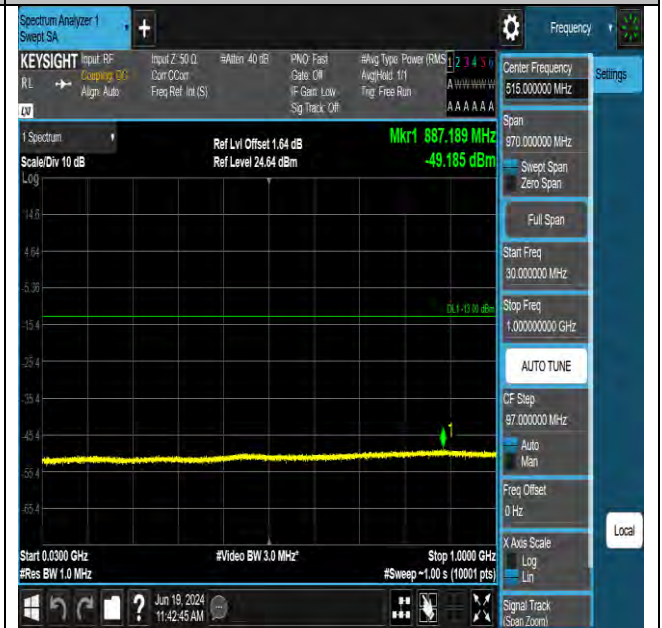 Spectrum Analyzer 1
Swept SA
Frequency
KEYSIGHT
RL
Input: RF
Coupling: DC
Align: Auto
Input Z: 50 Ω
Corr CCorr
Freq Ref: Int (S)
#Atten: 40 dB
PNO: Fast
Gate: Off
IF Gain: Low
Sig Track: Off
#Avg Type: Power (RMS
Avg|Hold: 1/1
Trig: Free Run
1 2 3 4 5 6
A W W W W W
A A A A A A
1 Spectrum
Scale/Div 10 dB
Log
Ref Lvl Offset 1.64 dB
Ref Level 24.64 dBm
Mkr1 887.189 MHz
-49.185 dBm
14.6
4.64
-5.36
-15.4
-25.4
-35.4
-45.4
-55.4
-65.4
DL1 -13.00 dBm
1
Start 0.0300 GHz
#Res BW 1.0 MHz
#Video BW 3.0 MHz*
Stop 1.0000 GHz
#Sweep ~1.00 s (10001 pts)
?
Jun 19, 2024
11:42:45 AM
Center Frequency
515.000000 MHz
Settings
Span
970.000000 MHz
Swept Span
Zero Span
Full Span
Start Freq
30.000000 MHz
Stop Freq
1.000000000 GHz
AUTO TUNE
CF Step
97.000000 MHz
Auto
Man
Freq Offset
0 Hz
X Axis Scale
Log
Lin
Local
Signal Track
(Span Zoom)